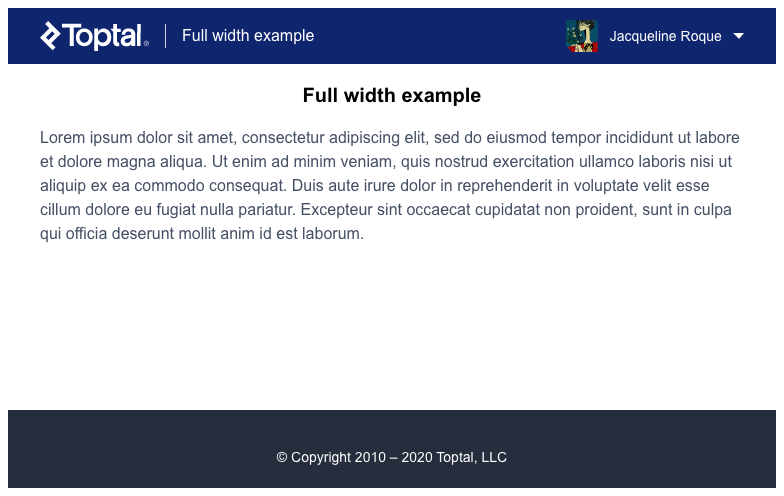 Toptal® Full width example Jacqueline Roque
Full width example
Lorem ipsum dolor sit amet, consectetur adipiscing elit, sed do eiusmod tempor incididunt ut labore
et dolore magna aliqua. Ut enim ad minim veniam, quis nostrud exercitation ullamco laboris nisi ut
aliquip ex ea commodo consequat. Duis aute irure dolor in reprehenderit in voluptate velit esse
cillum dolore eu fugiat nulla pariatur. Excepteur sint occaecat cupidatat non proident, sunt in culpa
qui officia deserunt mollit anim id est laborum.
© Copyright 2010 – 2020 Toptal, LLC